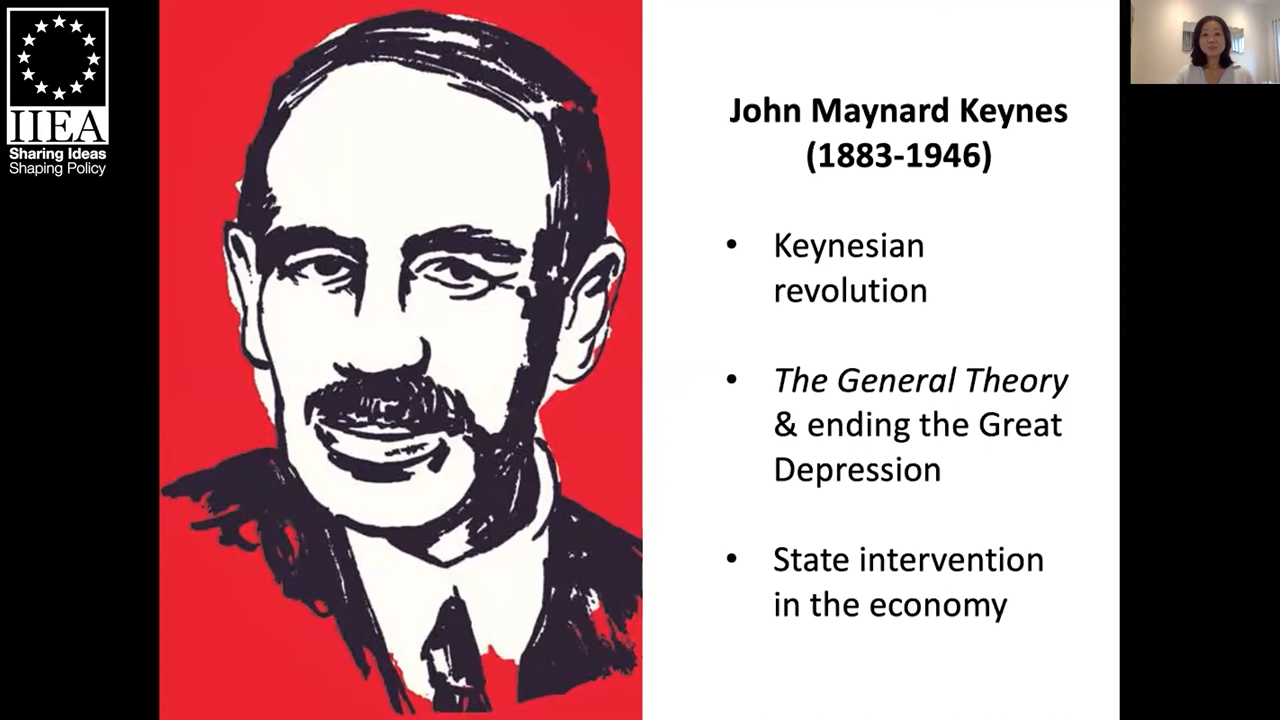 IIEA
Sharing Ideas
Shaping Policy
John Maynard Keynes
(1883-1946)
• Keynesian
revolution
• The General Theory
& ending the Great
Depression
• State intervention
in the economy